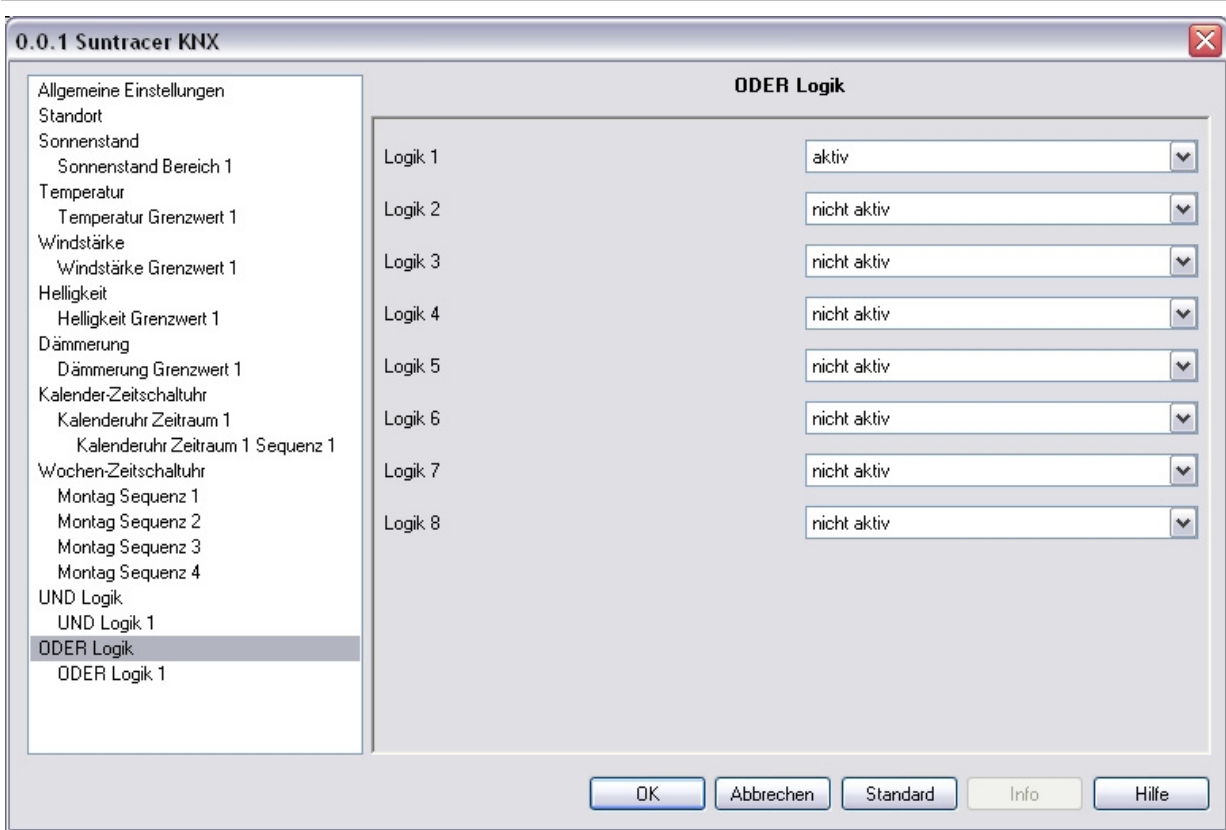 0.0.1 Suntracer KNX
Allgemeine Einstellungen
Standort
Sonnenstand
Sonnenstand Bereich 1
Temperatur
Temperatur Grenzwert 1
Windstärke
Windstärke Grenzwert 1
Helligkeit
Helligkeit Grenzwert 1
Dämmerung
Dämmerung Grenzwert 1
Kalender-Zeitschaltuhr
Kalenderuhr Zeitraum 1
Kalenderuhr Zeitraum 1 Sequenz 1
Wochen-Zeitschaltuhr
Montag Sequenz 1
Montag Sequenz 2
Montag Sequenz 3
Montag Sequenz 4
UND Logik
UND Logik 1
ODER Logik
ODER Logik 1
ODER Logik
Logik 1 aktiv
Logik 2 nicht aktiv
Logik 3 nicht aktiv
Logik 4 nicht aktiv
Logik 5 nicht aktiv
Logik 6 nicht aktiv
Logik 7 nicht aktiv
Logik 8 nicht aktiv
OK Abbrechen Standard Info Hilfe